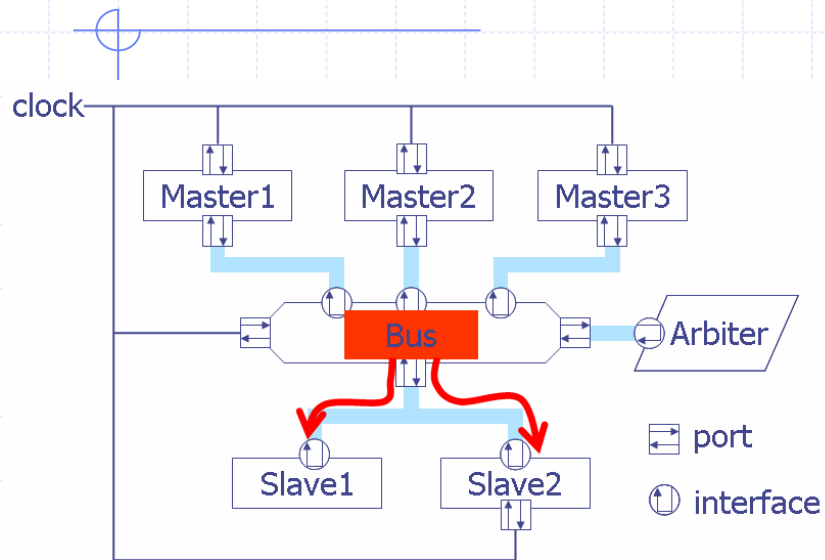 clock
Master1
Master2
Master3
Bus
Arbiter
port
Slave1
Slave2
interface